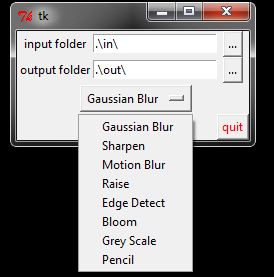 Tk tk
input folder .\in\ ...
output folder .\out\ ...
Gaussian Blur
quit
Gaussian Blur
Sharpen
Motion Blur
Raise
Edge Detect
Bloom
Grey Scale
Pencil